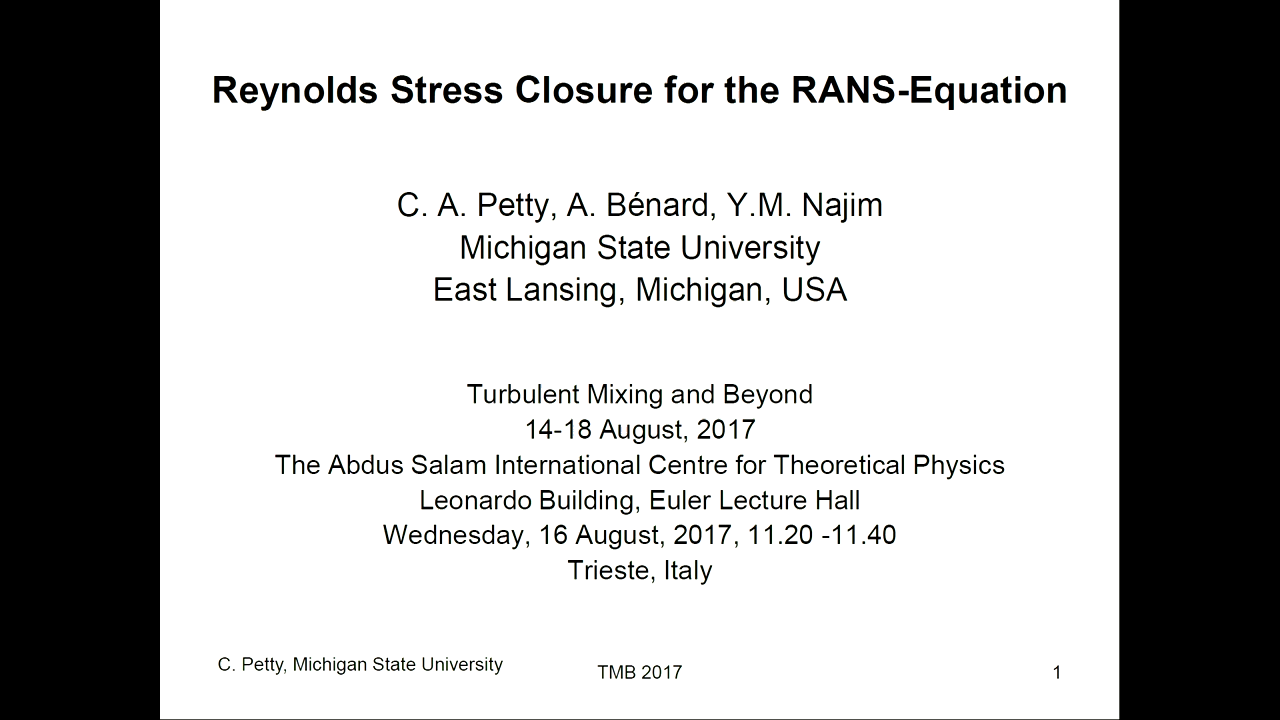 Reynolds Stress Closure for the RANS-Equation
C. A. Petty, A. Bénard, Y.M. Najim
Michigan State University
East Lansing, Michigan, USA
Turbulent Mixing and Beyond
14-18 August, 2017
The Abdus Salam International Centre for Theoretical Physics
Leonardo Building, Euler Lecture Hall
Wednesday, 16 August, 2017, 11.20 -11.40
Trieste, Italy
C. Petty, Michigan State University
TMB 2017
1